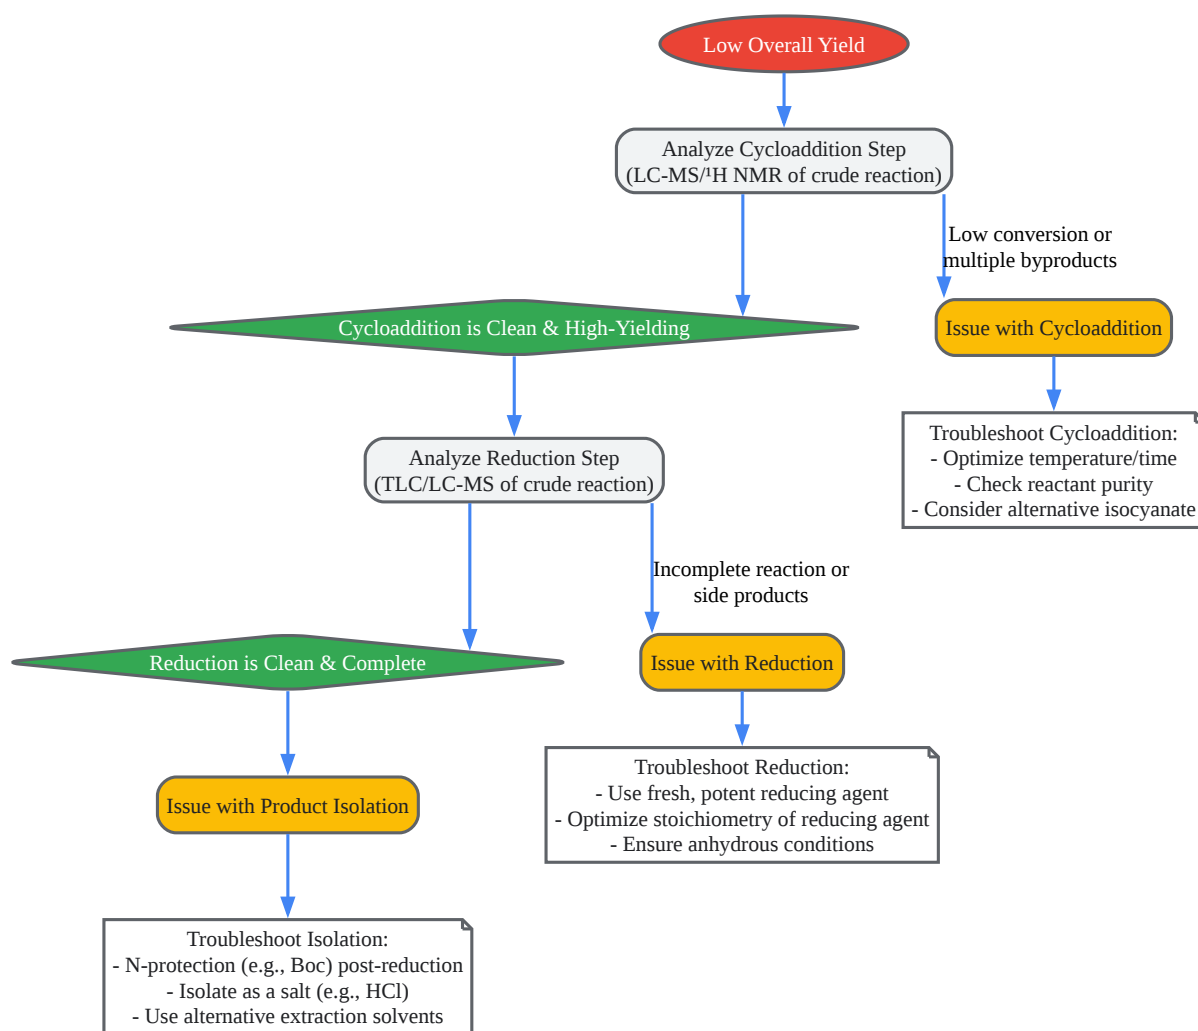 Low Overall Yield
Analyze Cycloaddition Step
(LC-MS/¹H NMR of crude reaction)
Low conversion or
multiple byproducts
Cycloaddition is Clean & High-Yielding
Issue with Cycloaddition
Troubleshoot Cycloaddition:
- Optimize temperature/time
- Check reactant purity
- Consider alternative isocyanate
Analyze Reduction Step
(TLC/LC-MS of crude reaction)
Incomplete reaction or
side products
Reduction is Clean & Complete
Issue with Reduction
Troubleshoot Reduction:
- Use fresh, potent reducing agent
- Optimize stoichiometry of reducing agent
- Ensure anhydrous conditions
Issue with Product Isolation
Troubleshoot Isolation:
- N-protection (e.g., Boc) post-reduction
- Isolate as a salt (e.g., HCl)
- Use alternative extraction solvents